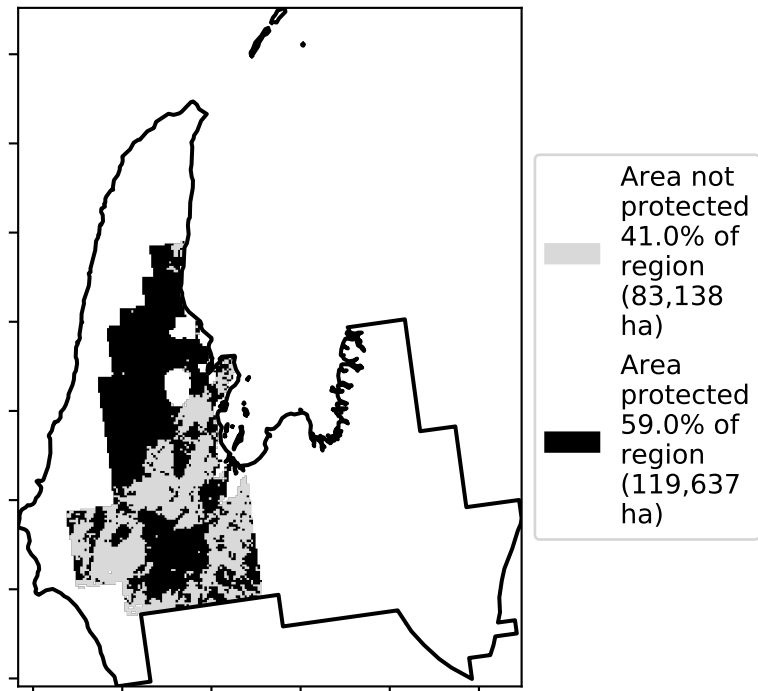 Area not
protected
41.0% of
region
(83,138
ha)
Area
protected
59.0% of
region
(119,637
ha)